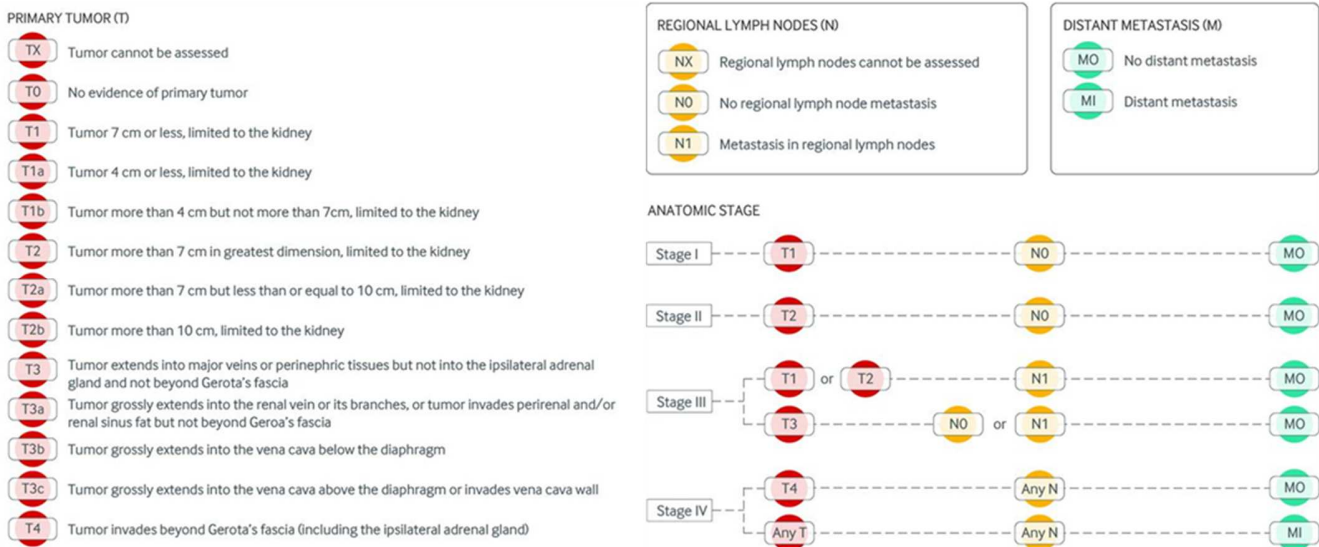 PRIMARY TUMOR (T)
TX Tumor cannot be assessed
T0 No evidence of primary tumor
T1 Tumor 7 cm or less, limited to the kidney
T1a Tumor 4 cm or less, limited to the kidney
T1b Tumor more than 4 cm but not more than 7cm, limited to the kidney
T2 Tumor more than 7 cm in greatest dimension, limited to the kidney
T2a Tumor more than 7 cm but less than or equal to 10 cm, limited to the kidney
T2b Tumor more than 10 cm, limited to the kidney
T3 Tumor extends into major veins or perinephric tissues but not into the ipsilateral adrenal
gland and not beyond Gerota's fascia
T3a Tumor grossly extends into the renal vein or its branches, or tumor invades perirenal and/or
renal sinus fat but not beyond Geroa's fascia
T3b Tumor grossly extends into the vena cava below the diaphragm
T3c Tumor grossly extends into the vena cava above the diaphragm or invades vena cava wall
T4 Tumor invades beyond Gerota's fascia (including the ipsilateral adrenal gland)
REGIONAL LYMPH NODES (N)
NX Regional lymph nodes cannot be assessed
N0 No regional lymph node metastasis
N1 Metastasis in regional lymph nodes
DISTANT METASTASIS (M)
MO No distant metastasis
MI Distant metastasis
ANATOMIC STAGE
Stage I T1 N0 MO
Stage II T2 N0 MO
Stage III
T1 or T2 N1 MO
T3 N0 or N1 MO
Stage IV
T4 Any N MO
Any T Any N MI